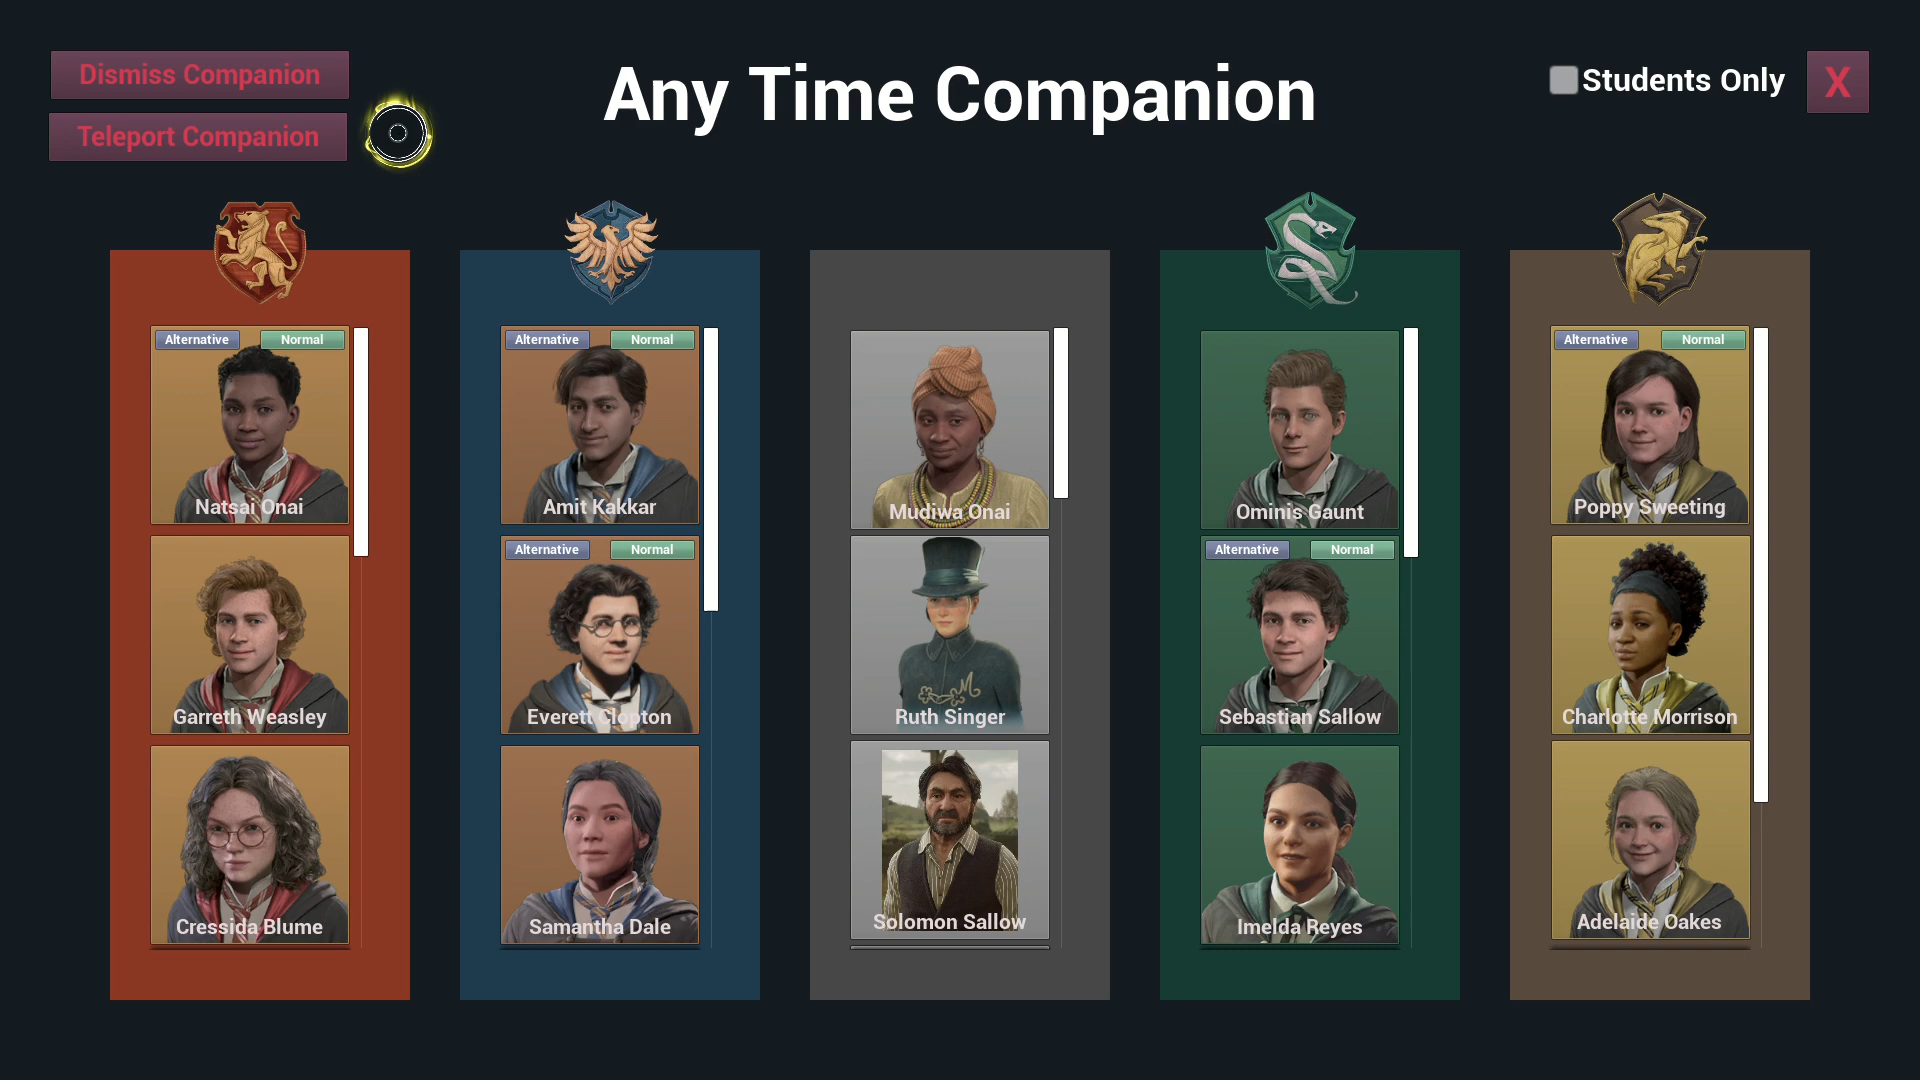 Dismiss Companion
Teleport Companion
Any Time Companion
Students Only
X
Alternative Normal
Natsai Onai
Garreth Weasley
Cressida Blume
Alternative Normal
Amit Kakkar
Alternative Normal
Everett Clopton
Samantha Dale
Mudiwa Onai
M
Ruth Singer
Solomon Sallow
Ominis Gaunt
Alternative Normal
Sebastian Sallow
Imelda Reyes
Alternative Normal
Poppy Sweeting
Charlotte Morrison
Adelaide Oakes